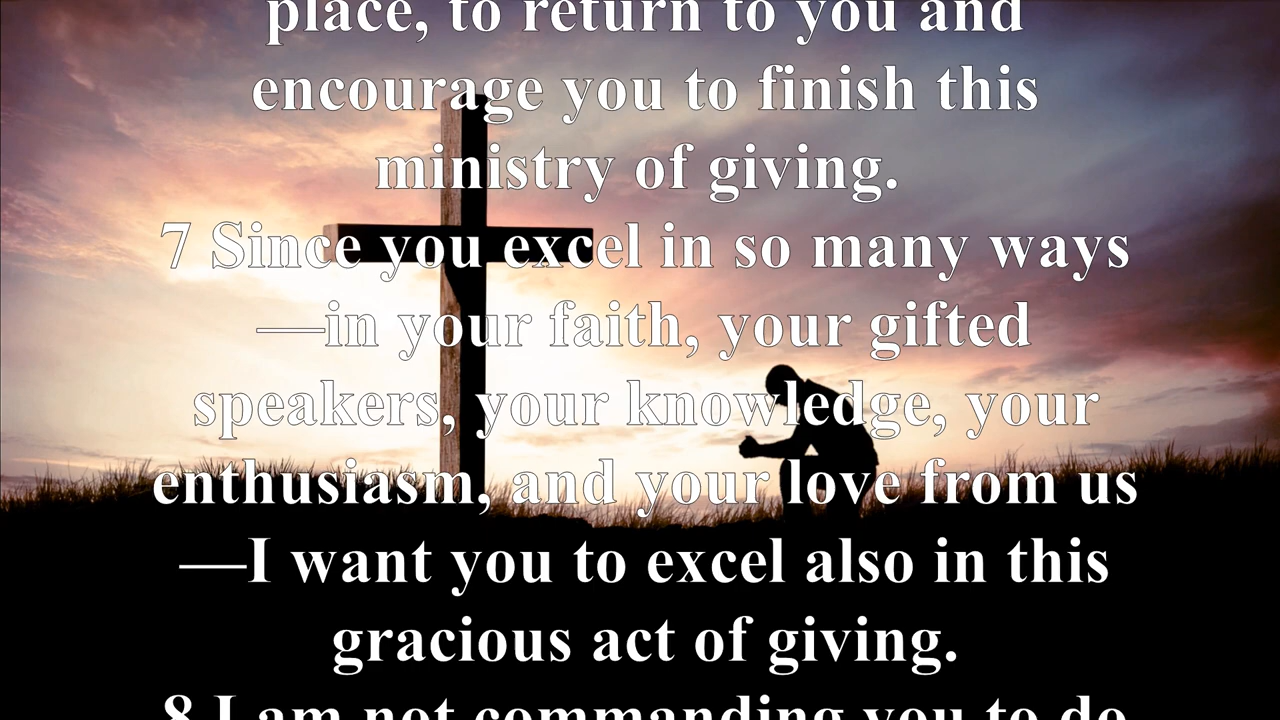 place, to return to you and
encourage you to finish this
ministry of giving.
7 Since you excel in so many ways
—in your faith, your gifted
speakers, your knowledge, your
enthusiasm, and your love from us
—I want you to excel also in this
gracious act of giving.
8 I am not commanding you to do